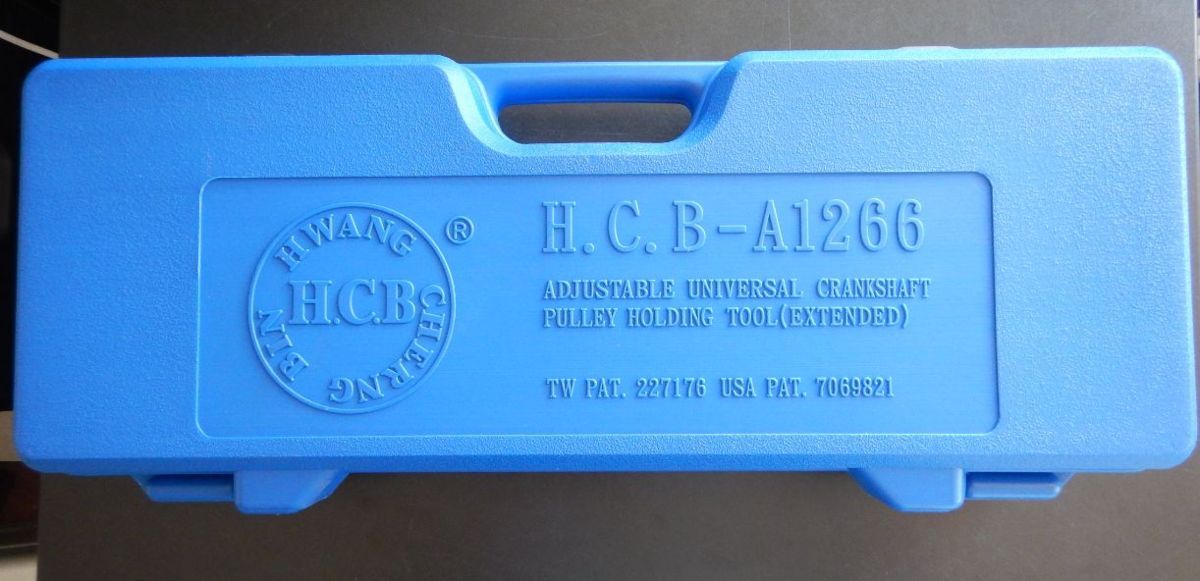 HWANG
CHERNG
BIN
H.C.B
®
H.C.B-A1266
ADJUSTABLE UNIVERSAL CRANKSHAFT
PULLEY HOLDING TOOL(EXTENDED)
TW PAT. 227176 USA PAT. 7069821